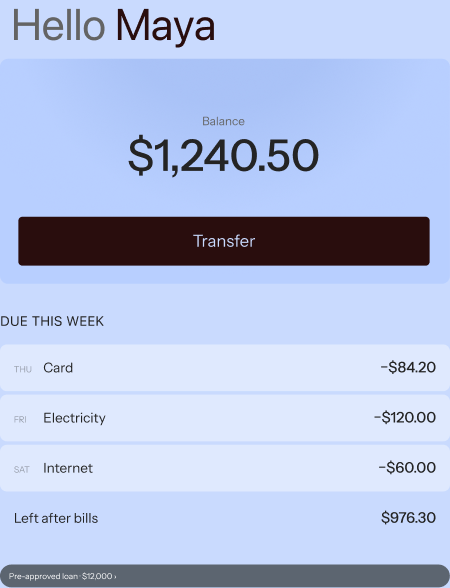 Hello Maya
Balance
$1,240.50
Transfer
DUE THIS WEEK
THU Card −$84.20
FRI Electricity −$120.00
SAT Internet −$60.00
Left after bills $976.30
Pre-approved loan · $12,000 ›